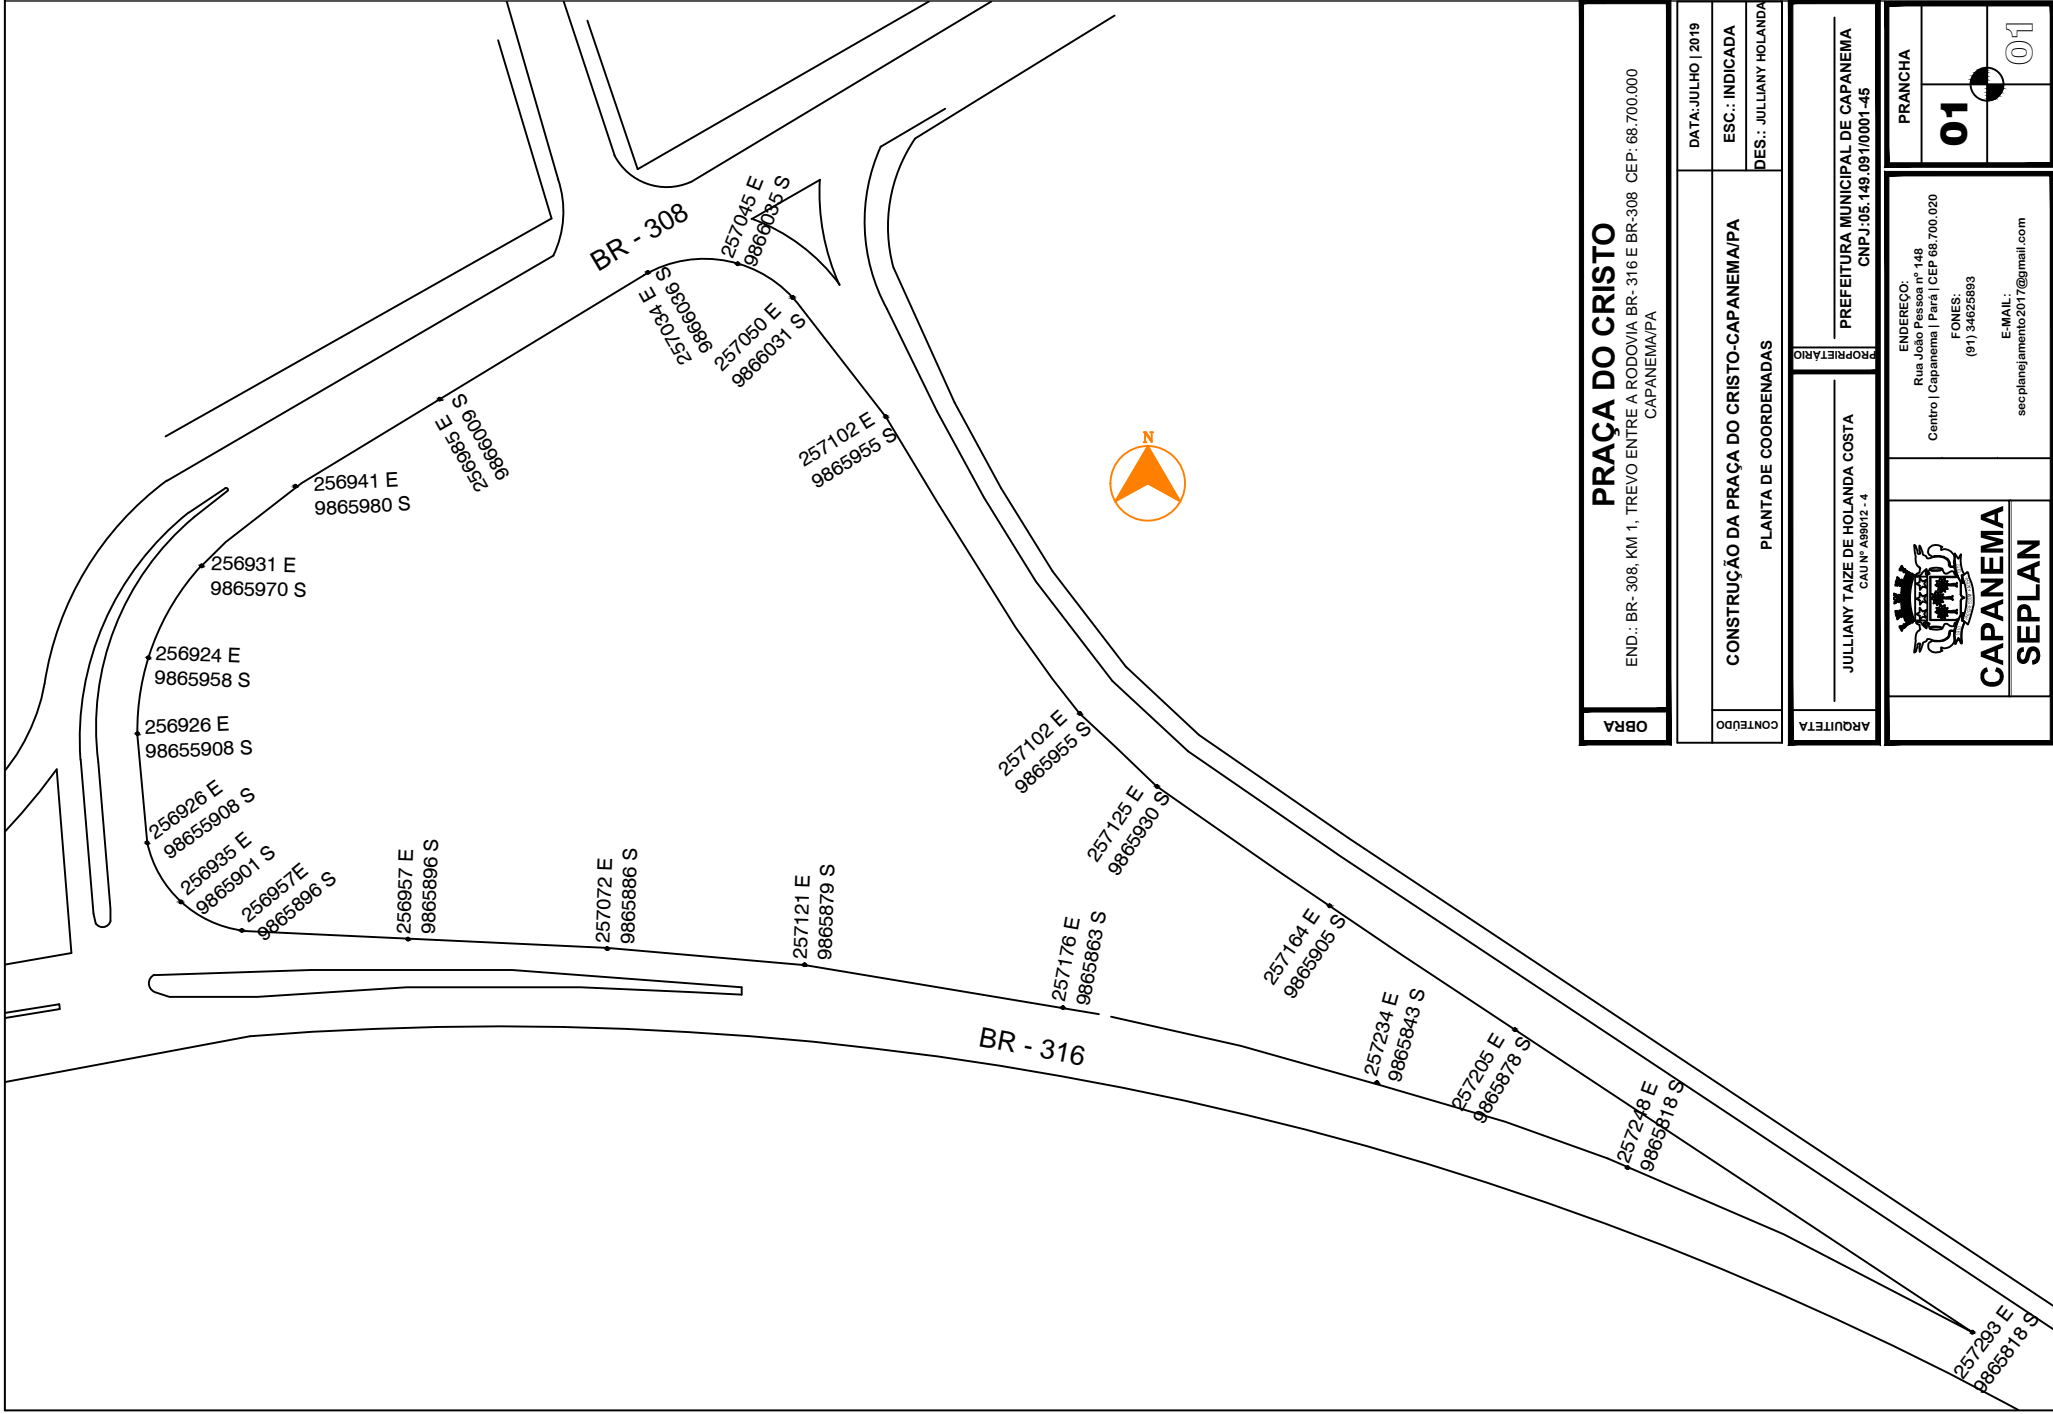 BR - 308
257045 E
9866035 S
257034 E
9866036 S
257050 E
9866031 S
256985 E
9866009 S
257102 E
9865955 S
256941 E
9865980 S
256931 E
9865970 S
256924 E
9865958 S
256926 E
98655908 S
256926 E
98655908 S
256935 E
9865901 S
256957E
9865896 S
256957 E
9865896 S
257072 E
9865886 S
257121 E
9865879 S
257176 E
9865863 S
257102 E
9865955 S
257125 E
9865930 S
257164 E
9865905 S
257234 E
9865843 S
257205 E
9865878 S
257248 E
9865818 S
257293 E
9865818 S
BR - 316
N
OBRA
PRAÇA DO CRISTO
END.: BR- 308, KM 1, TREVO ENTRE A RODOVIA BR- 316 E BR-308 CEP: 68.700.000
CAPANEMA/PA
CONTEÚDO
CONSTRUÇÃO DA PRAÇA DO CRISTO-CAPANEMA/PA
PLANTA DE COORDENADAS
DATA:JULHO | 2019
ESC.: INDICADA
DES.: JULLIANY HOLANDA
ARQUITETA
JULLIANY TAIZE DE HOLANDA COSTA
CAU Nº A99012 - 4
PROPRIETÁRIO
PREFEITURA MUNICIPAL DE CAPANEMA
CNPJ:05.149.091/0001-45
CAPANEMA
SEPLAN
ENDEREÇO:
Rua João Pessoa nº 148
Centro | Capanema | Pará | CEP 68.700.020
FONES:
(91) 34625893
E-MAIL:
secplanejamento2017@gmail.com
PRANCHA
01
01